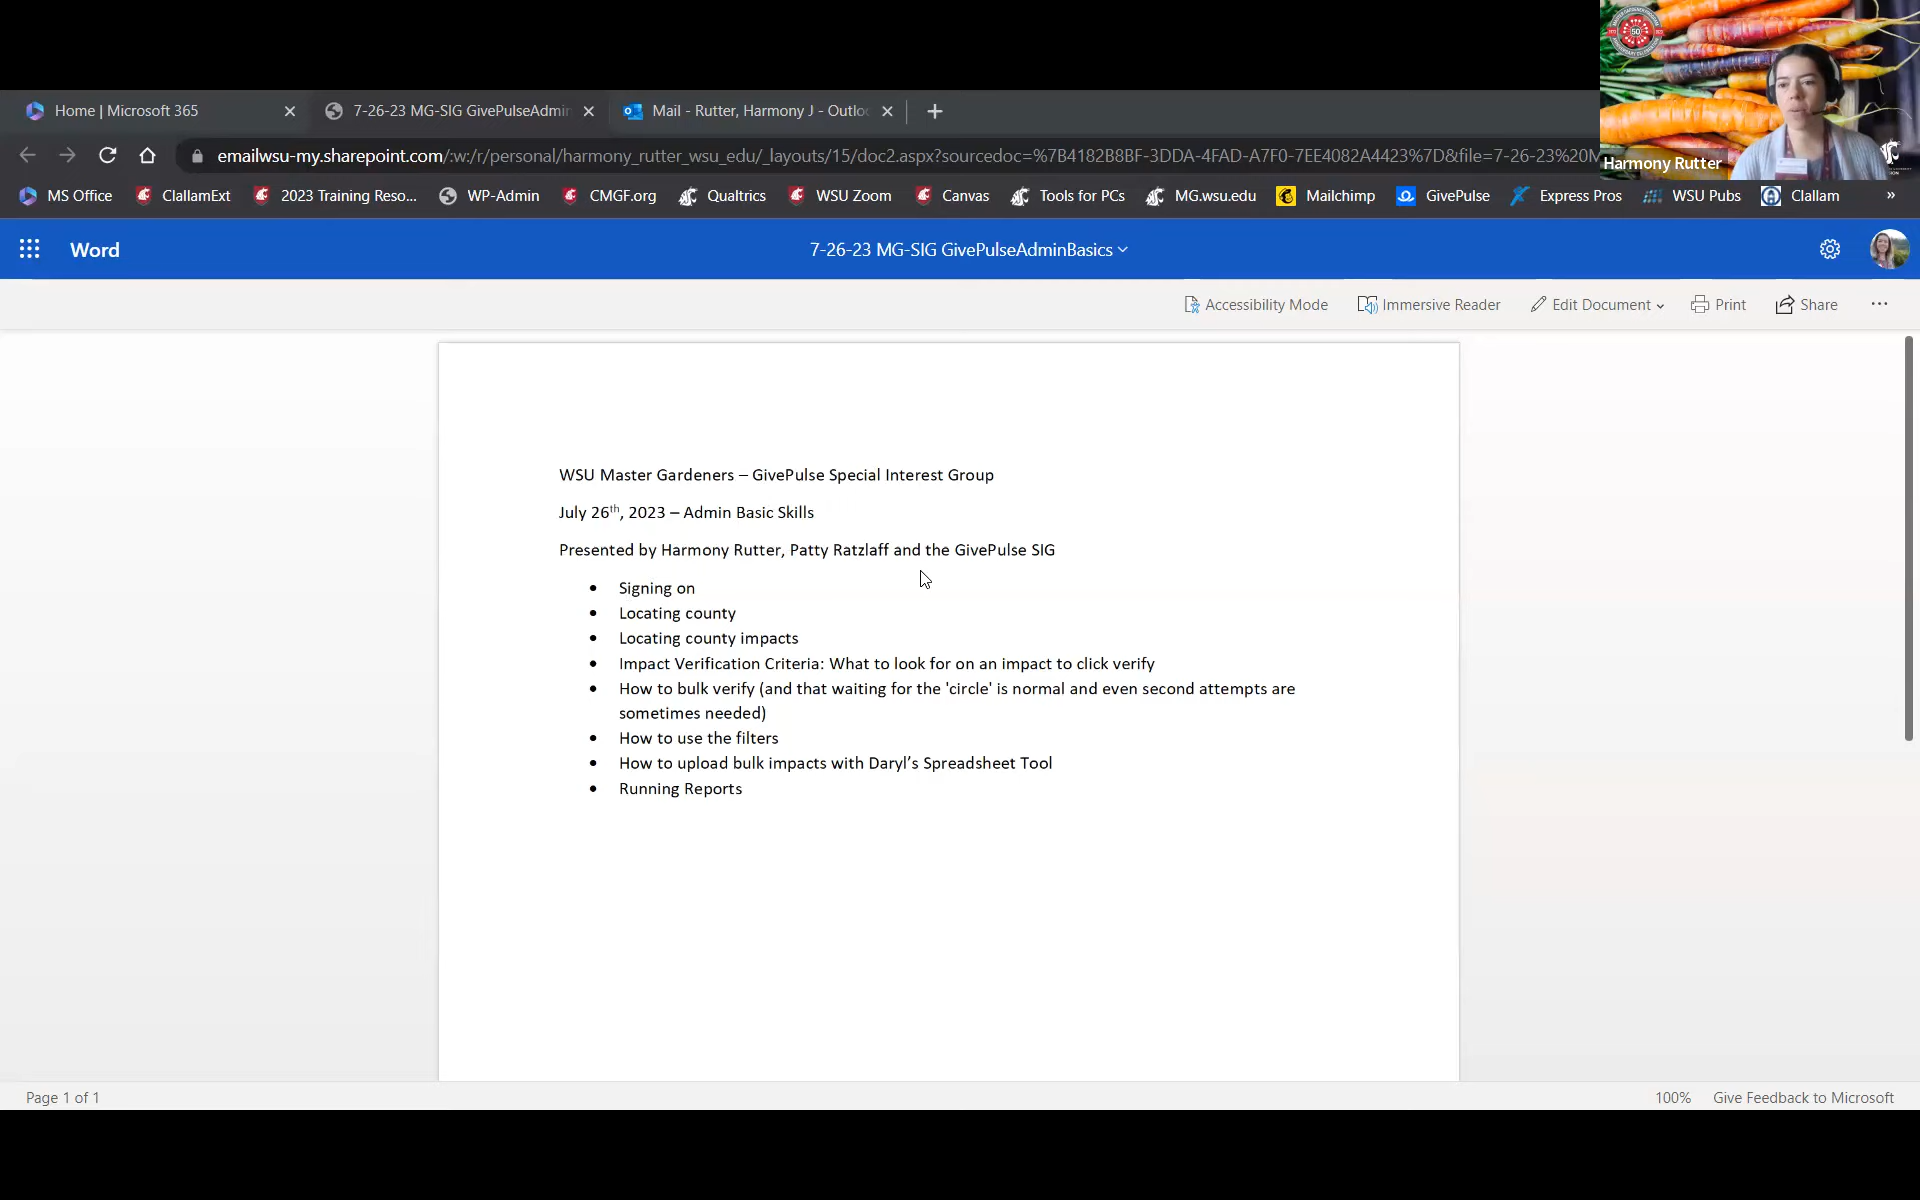 Home | Microsoft 365
7-26-23 MG-SIG GivePulseAdmin
Mail - Rutter, Harmony J - Outlo
emailwsu-my.sharepoint.com/:w:/r/personal/harmony_rutter_wsu_edu/_layouts/15/doc2.aspx?sourcedoc=%7B4182B8BF-3DDA-4FAD-A7F0-7EE4082A4423%7D&file=7-26-23%20M
Harmony Rutter
MS Office ClallamExt 2023 Training Reso... WP-Admin CMGF.org Qualtrics WSU Zoom Canvas Tools for PCs MG.wsu.edu Mailchimp GivePulse Express Pros WSU Pubs Clallam »
Word
7-26-23 MG-SIG GivePulseAdminBasics
Accessibility Mode Immersive Reader Edit Document Print Share ...
WSU Master Gardeners – GivePulse Special Interest Group
July 26th, 2023 – Admin Basic Skills
Presented by Harmony Rutter, Patty Ratzlaff and the GivePulse SIG
• Signing on
• Locating county
• Locating county impacts
• Impact Verification Criteria: What to look for on an impact to click verify
• How to bulk verify (and that waiting for the 'circle' is normal and even second attempts are
sometimes needed)
• How to use the filters
• How to upload bulk impacts with Daryl’s Spreadsheet Tool
• Running Reports
Page 1 of 1
100% Give Feedback to Microsoft